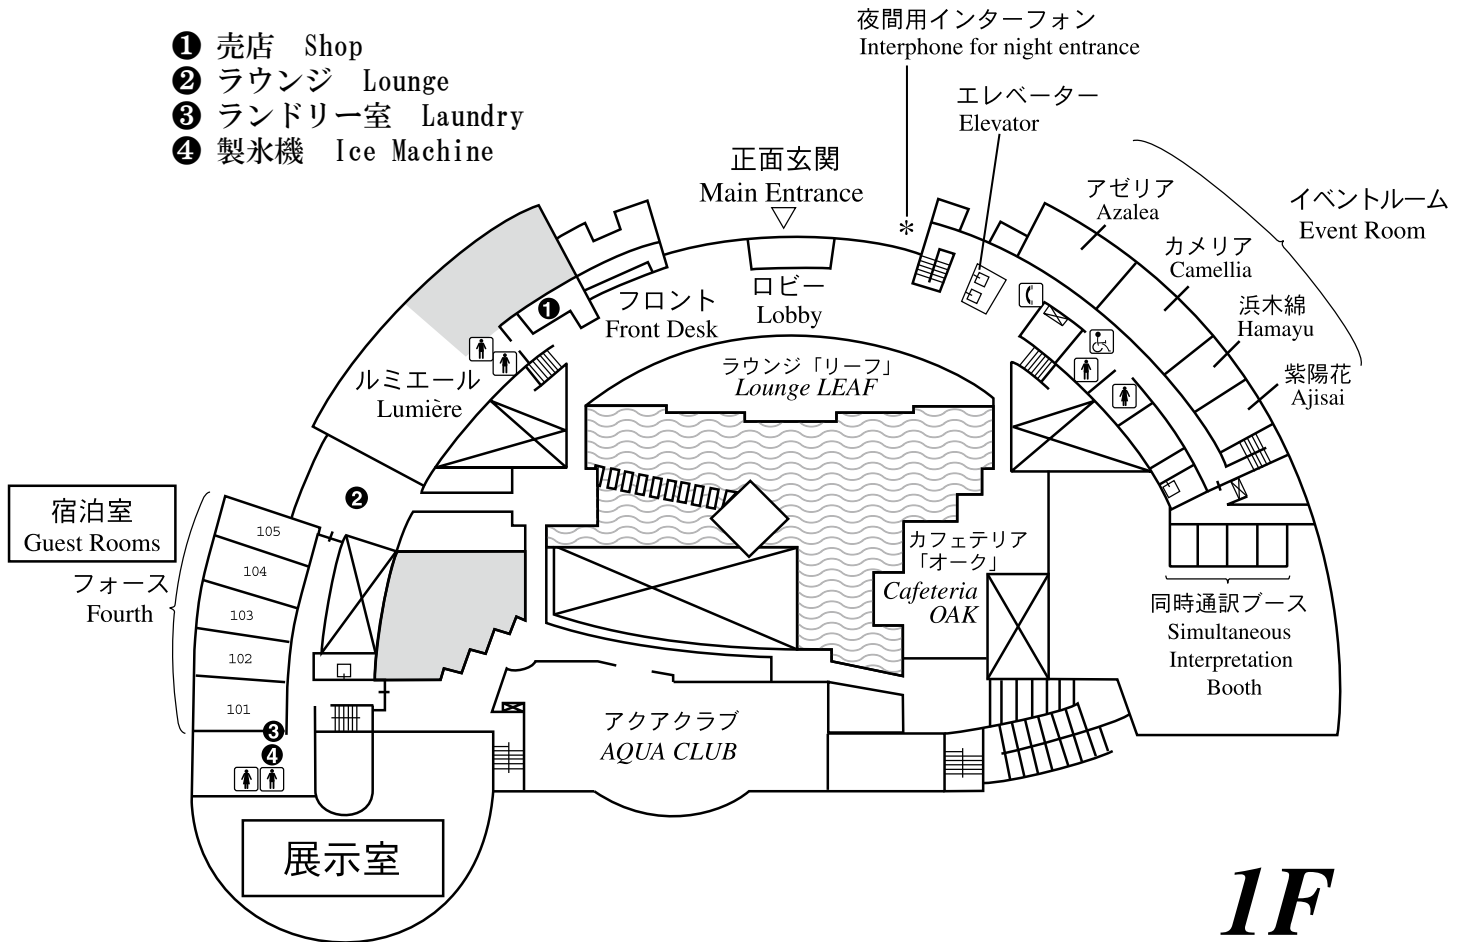 ❶ 売店　Shop
❷ ラウンジ　Lounge
❸ ランドリー室　Laundry
❹ 製氷機　Ice Machine
夜間用インターフォン
Interphone for night entrance
エレベーター
Elevator
正面玄関
Main Entrance
アゼリア
Azalea
イベントルーム
Event Room
カメリア
Camellia
浜木綿
Hamayu
紫陽花
Ajisai
*
❶
フロント
Front Desk
ロビー
Lobby
ラウンジ「リーフ」
Lounge LEAF
ルミエール
Lumière
❷
宿泊室
Guest Rooms
フォース
Fourth
105
104
103
102
101
❸
❹
カフェテリア
「オーク」
Cafeteria
OAK
同時通訳ブース
Simultaneous
Interpretation
Booth
アクアクラブ
AQUA CLUB
展示室
1F